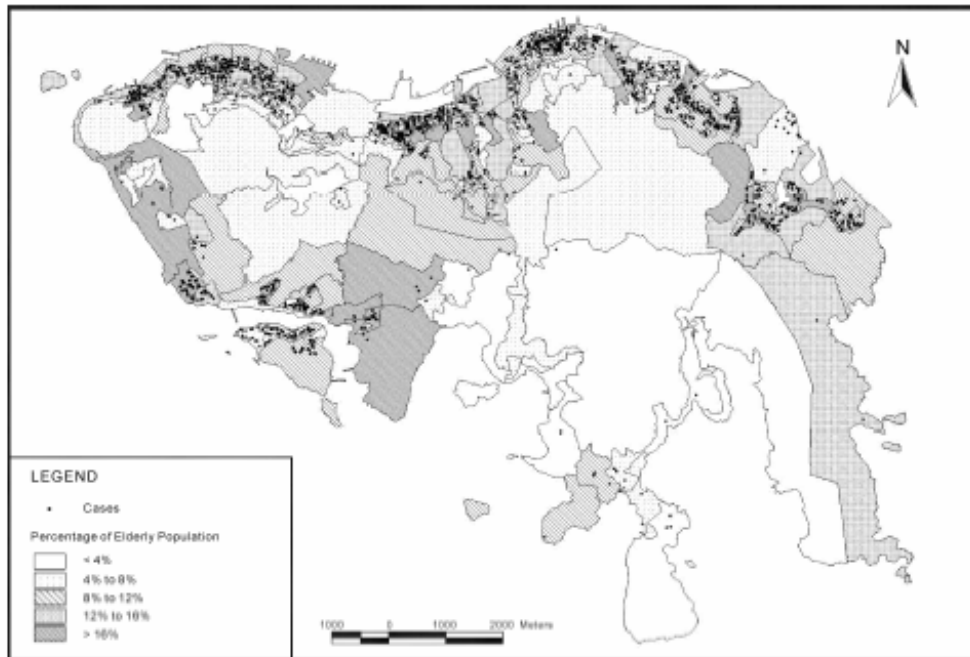 N
LEGEND
Cases
Percentage of Elderly Population
< 4%
4% to 8%
8% to 12%
12% to 16%
> 16%
1000 0 1000 2000 Meters